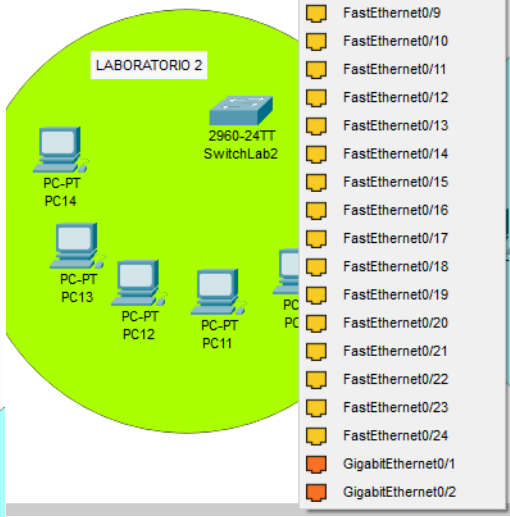 LABORATORIO 2
2960-24TT
SwitchLab2
PC-PT
PC14
PC-PT
PC13
PC-PT
PC12
PC-PT
PC11
PC
PC
FastEthernet0/9
FastEthernet0/10
FastEthernet0/11
FastEthernet0/12
FastEthernet0/13
FastEthernet0/14
FastEthernet0/15
FastEthernet0/16
FastEthernet0/17
FastEthernet0/18
FastEthernet0/19
FastEthernet0/20
FastEthernet0/21
FastEthernet0/22
FastEthernet0/23
FastEthernet0/24
GigabitEthernet0/1
GigabitEthernet0/2